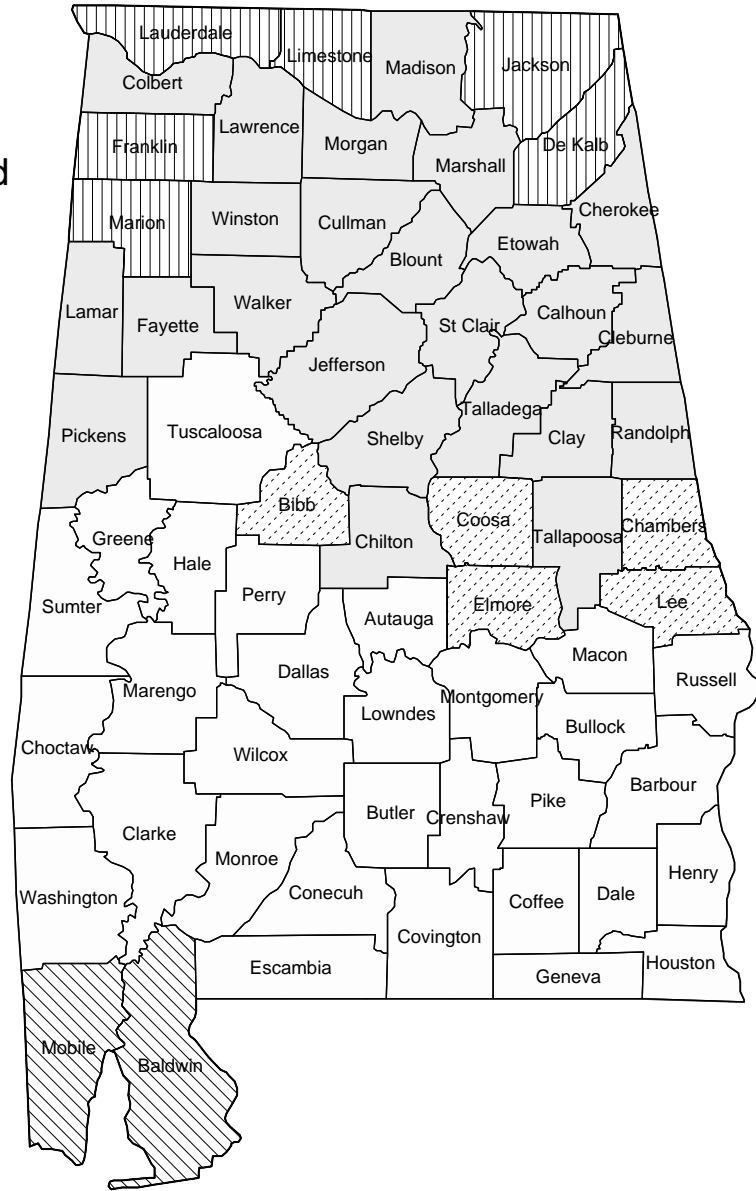 Lauderdale
Limestone
Madison
Jackson
Colbert
Lawrence
Franklin
Morgan
De Kalb
d
Marshall
Marion
Winston
Cullman
Cherokee
Blount
Etowah
Lamar
Walker
Fayette
St Clair
Calhoun
Cleburne
Jefferson
Talladega
Pickens
Tuscaloosa
Shelby
Clay
Randolph
Bibb
Coosa
Chambers
Greene
Chilton
Tallapoosa
Hale
Perry
Sumter
Autauga
Elmore
Lee
Macon
Dallas
Russell
Marengo
Montgomery
Lowndes
Bullock
Choctaw
Wilcox
Barbour
Pike
Butler
Crenshaw
Clarke
Monroe
Henry
Conecuh
Washington
Coffee
Dale
Covington
Escambia
Houston
Geneva
Mobile
Baldwin